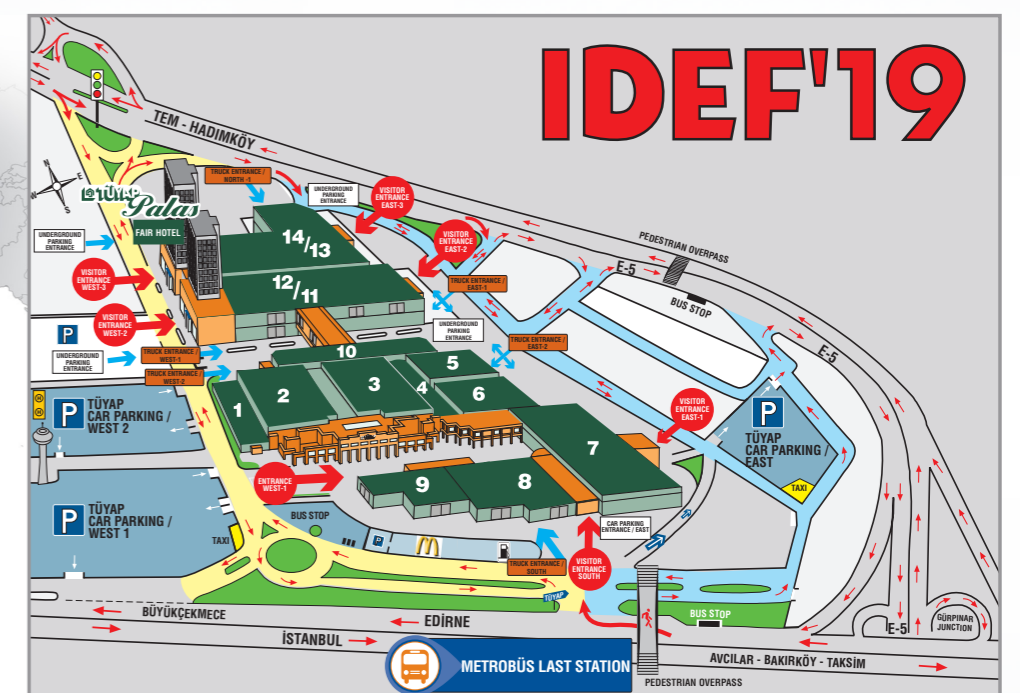 IDEF'19
TEM - HADIMKÖY
N
E
S
W
TÜYAP
Palas
FAIR HOTEL
TRUCK ENTRANCE /
NORTH -1
UNDERGROUND
PARKING
ENTRANCE
VISITOR
ENTRANCE
EAST-3
VISITOR
ENTRANCE
EAST-2
PEDESTRIAN OVERPASS
E-5
BUS STOP
E-5
UNDERGROUND
PARKING
ENTRANCE
VISITOR
ENTRANCE
WEST-3
VISITOR
ENTRANCE
WEST-2
14/13
12/11
TRUCK ENTRANCE /
EAST-1
UNDERGROUND
PARKING
ENTRANCE
TRUCK ENTRANCE /
EAST-2
P
UNDERGROUND
PARKING
ENTRANCE
TRUCK ENTRANCE /
WEST-1
TRUCK ENTRANCE /
WEST-2
10
5
3
4
6
2
1
7
8
9
VISITOR
ENTRANCE
EAST-1
P
TÜYAP
CAR PARKING /
EAST
TAXI
H
H
P
TÜYAP
CAR PARKING /
WEST 2
P
TÜYAP
CAR PARKING /
WEST 1
ENTRANCE
WEST-1
BUS STOP
TAXI
P
CAR PARKING
ENTRANCE / EAST
TRUCK ENTRANCE /
SOUTH
VISITOR
ENTRANCE
SOUTH
TÜYAP
BUS STOP
E-5
GÜRPINAR
JUNCTION
BÜYÜKÇEKMECE
EDİRNE
İSTANBUL
METROBÜS LAST STATION
AVCILAR - BAKIRKÖY - TAKSİM
PEDESTRIAN OVERPASS